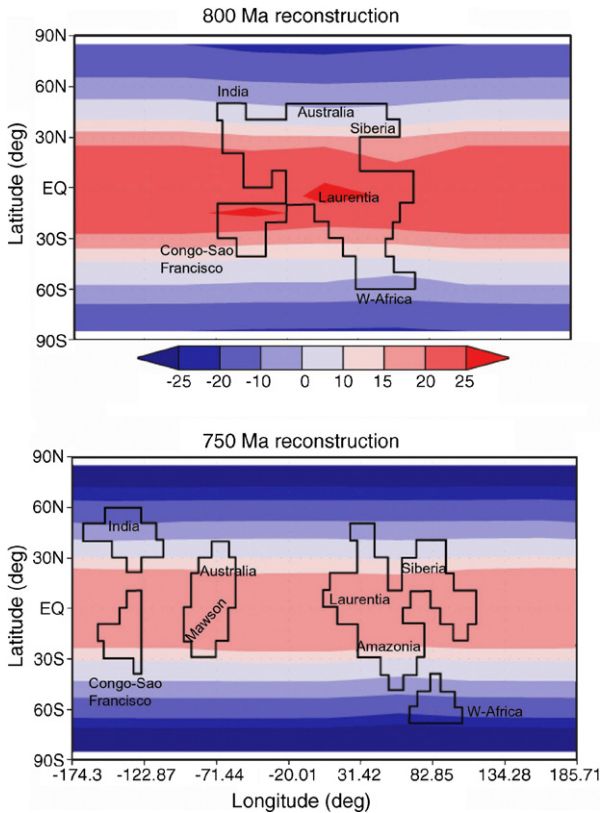 800 Ma reconstruction
90N
60N
30N
EQ
30S
60S
90S
Latitude (deg)
India
Australia
Siberia
Laurentia
Congo-Sao
Francisco
W-Africa
-25 -20 -10 0 10 15 20 25
750 Ma reconstruction
90N
60N
30N
EQ
30S
60S
90S
Latitude (deg)
India
Australia
Siberia
Laurentia
Mawson
Amazonia
Congo-Sao
Francisco
W-Africa
-174.3 -122.87 -71.44 -20.01 31.42 82.85 134.28 185.71
Longitude (deg)